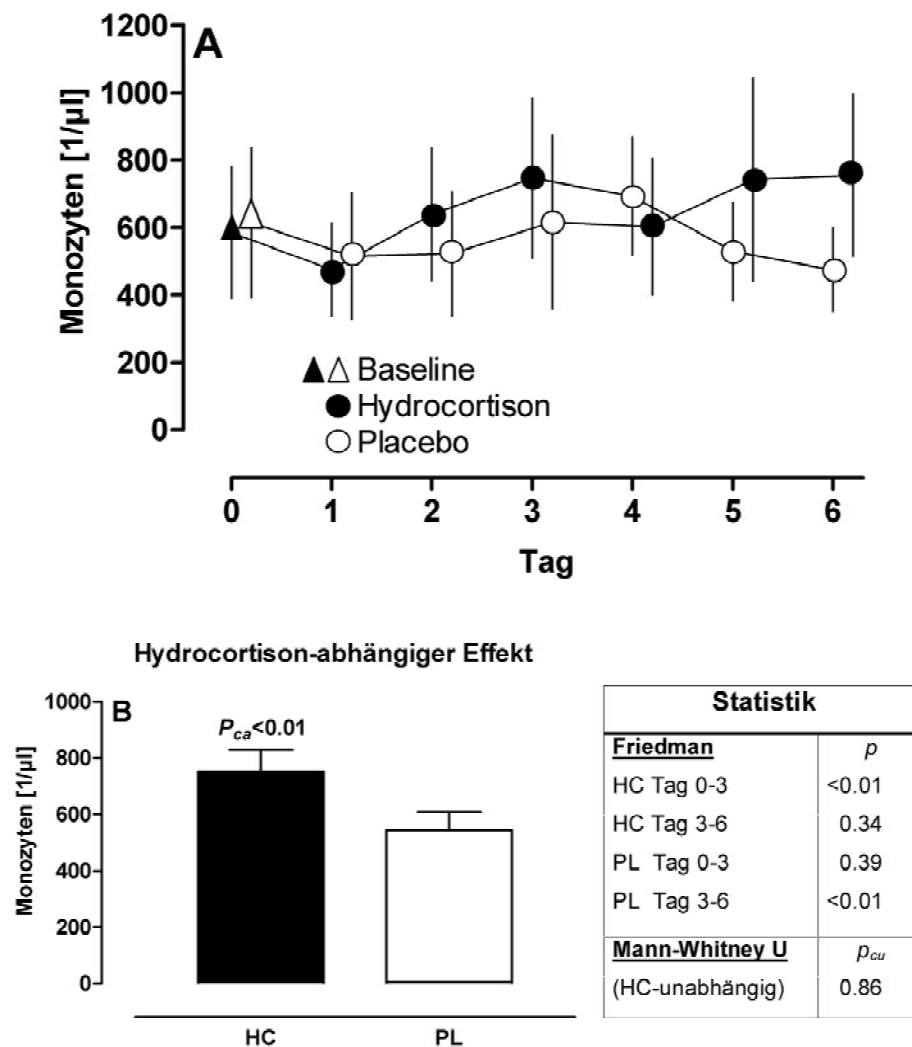 A
Monozyten [1/µl]
1200
1000
800
600
400
200
0
Baseline
Hydrocortison
Placebo
0 1 2 3 4 5 6
Tag
Hydrocortison-abhängiger Effekt
B
Monozyten [1/µl]
1000
800
600
400
200
0
Pca<0.01
HC PL
Statistik
Friedman p
HC Tag 0-3 <0.01
HC Tag 3-6 0.34
PL Tag 0-3 0.39
PL Tag 3-6 <0.01
Mann-Whitney U pcu
(HC-unabhängig) 0.86